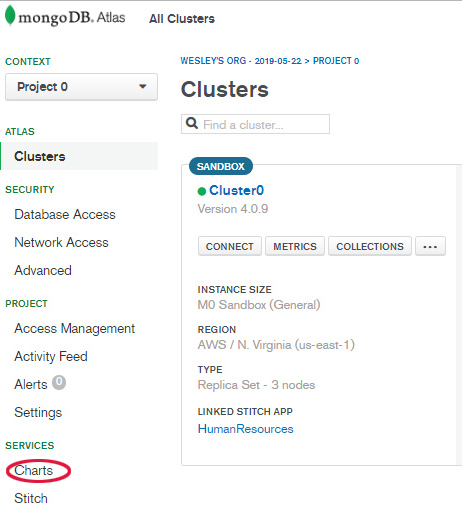 mongoDB. Atlas All Clusters
CONTEXT
Project 0
ATLAS
Clusters
SECURITY
Database Access
Network Access
Advanced
PROJECT
Access Management
Activity Feed
Alerts 0
Settings
SERVICES
Charts
Stitch
WESLEY'S ORG - 2019-05-22 > PROJECT 0
Clusters
Find a cluster...
SANDBOX
Cluster0
Version 4.0.9
CONNECT METRICS COLLECTIONS ...
INSTANCE SIZE
M0 Sandbox (General)
REGION
AWS / N. Virginia (us-east-1)
TYPE
Replica Set - 3 nodes
LINKED STITCH APP
HumanResources